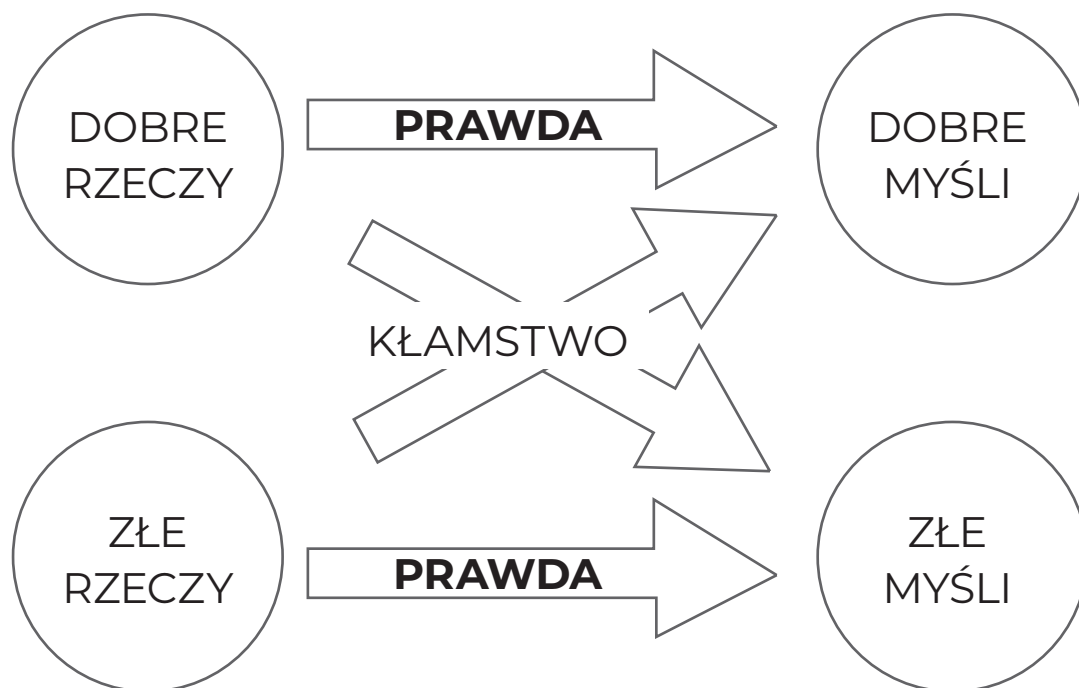 DOBRE
RZECZY
PRAWDA
DOBRE
MYŚLI
KŁAMSTWO
ZŁE
RZECZY
PRAWDA
ZŁE
MYŚLI